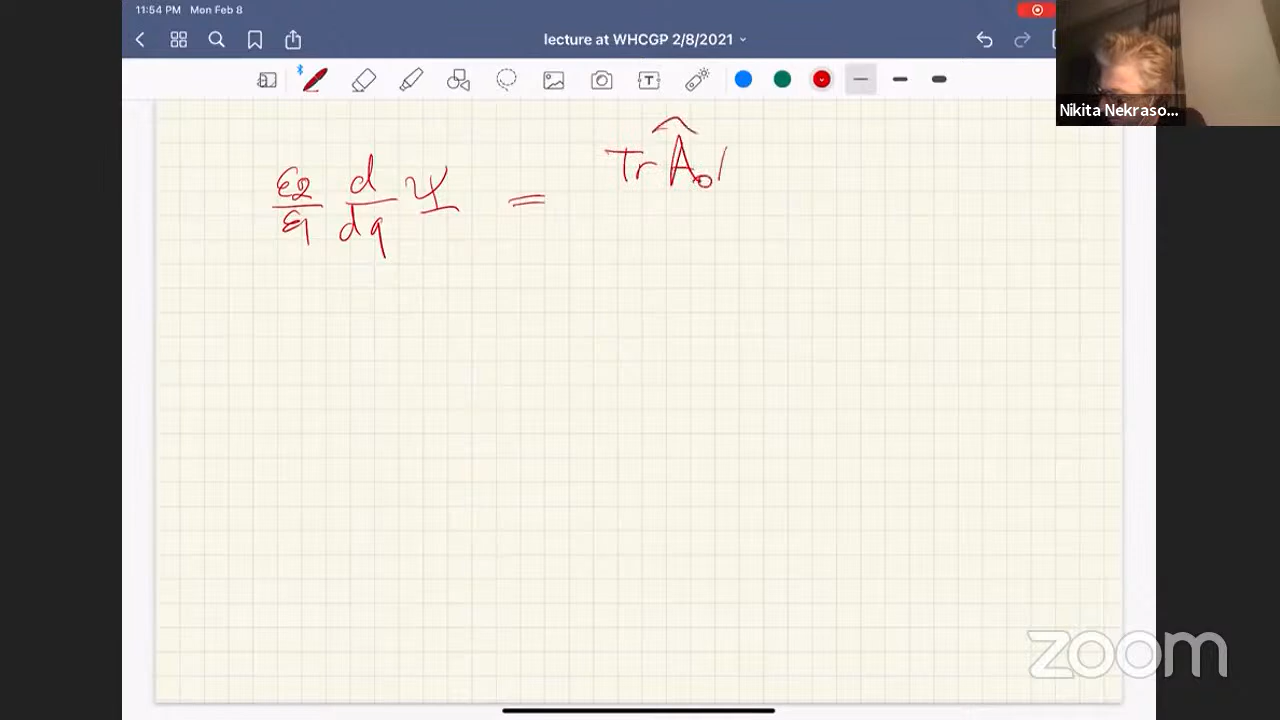 11:54 PM Mon Feb 8
lecture at WHCGP 2/8/2021
Nikita Nekraso...
ε2/ε1 d/dq Ψ = Tr Â0
zoom